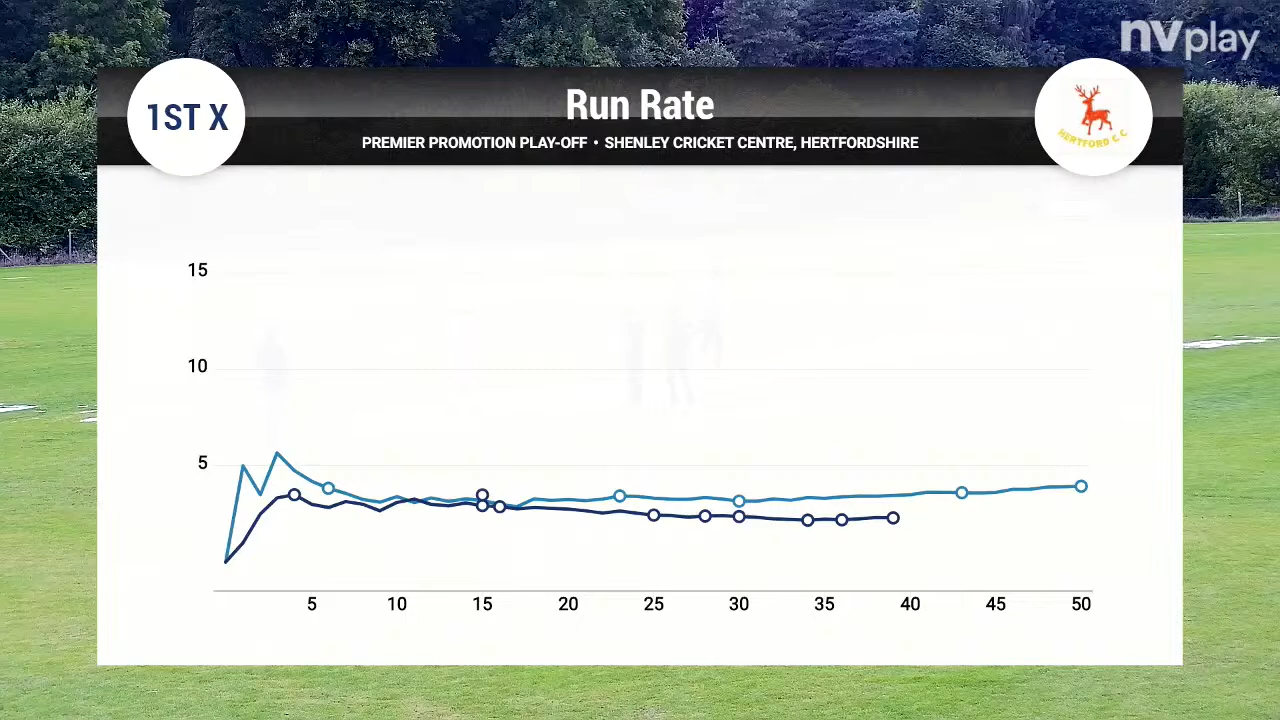 nvplay
1ST X
Run Rate
HERTFORD C.C
PREMIER PROMOTION PLAY-OFF • SHENLEY CRICKET CENTRE, HERTFORDSHIRE
15
10
5
5 10 15 20 25 30 35 40 45 50